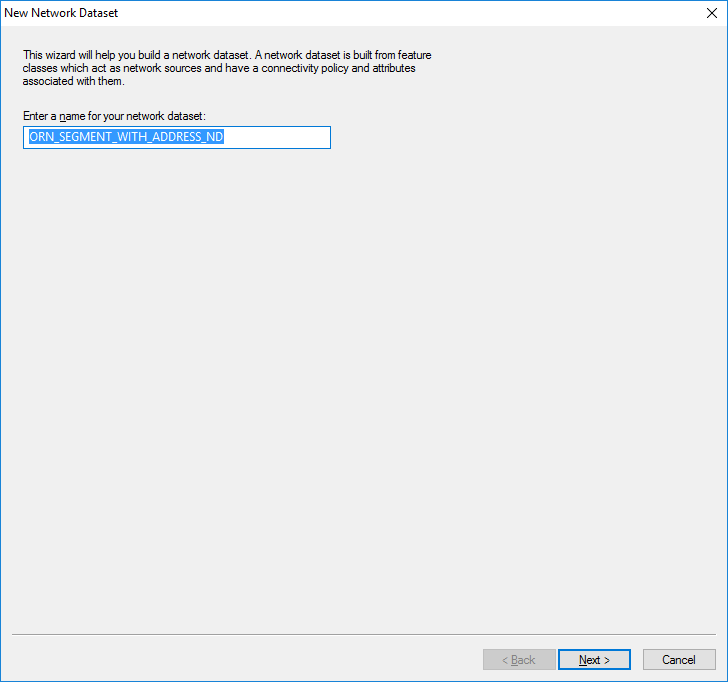 New Network Dataset
This wizard will help you build a network dataset. A network dataset is built from feature
classes which act as network sources and have a connectivity policy and attributes
associated with them.
Enter a name for your network dataset:
ORN_SEGMENT_WITH_ADDRESS_ND
< Back
Next >
Cancel